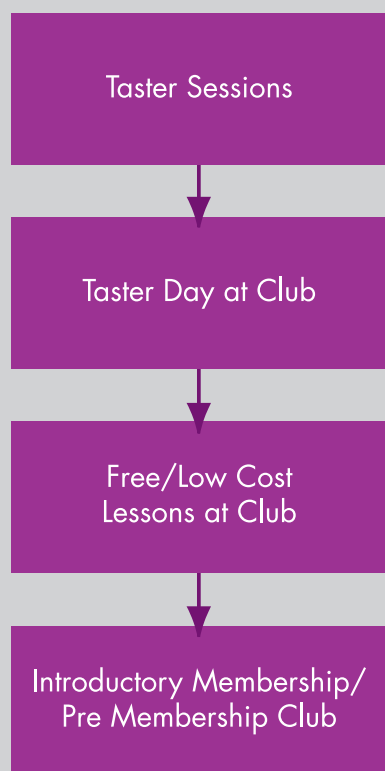 Taster Sessions
Taster Day at Club
Free/Low Cost
Lessons at Club
Introductory Membership/
Pre Membership Club